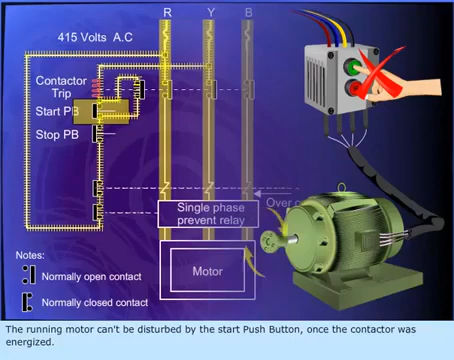 R Y B
415 Volts A.C
Contactor
Trip
Start PB
Stop PB
Over
Single phase
prevent relay
Motor
Notes:
Normally open contact
Normally closed contact
The running motor can't be disturbed by the start Push Button, once the contactor was
energized.